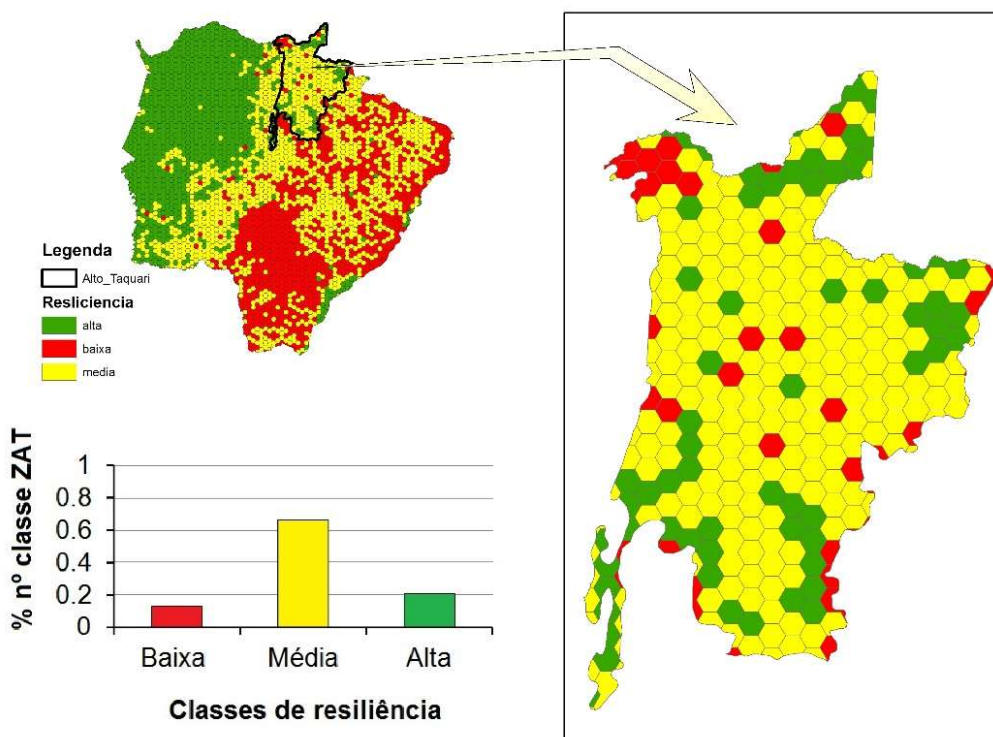 Legenda
Alto_Taquari
Resliciencia
alta
baixa
media
% nº classe ZAT
1
0.8
0.6
0.4
0.2
0
Baixa Média Alta
Classes de resiliência